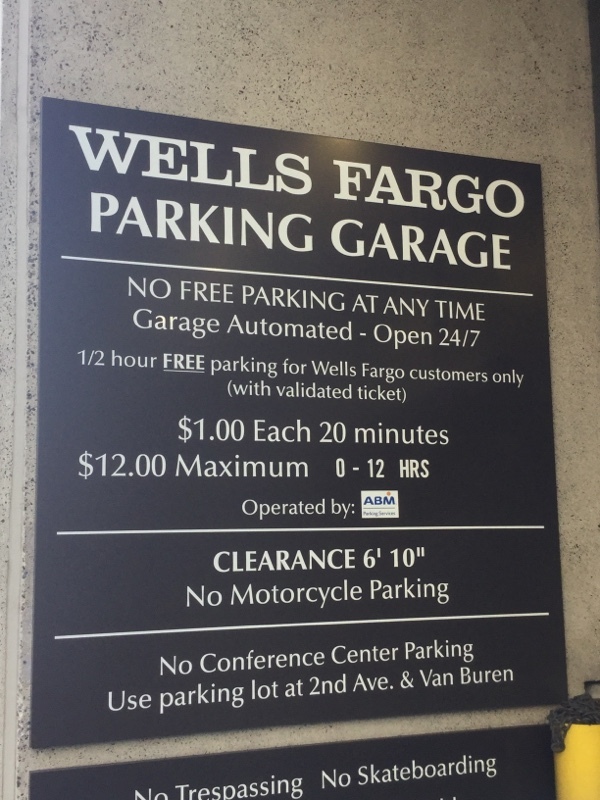 WELLS FARGO
PARKING GARAGE
NO FREE PARKING AT ANY TIME
Garage Automated - Open 24/7
1/2 hour FREE parking for Wells Fargo customers only
(with validated ticket)
$1.00 Each 20 minutes
$12.00 Maximum 0 - 12 HRS
Operated by: ABM
Parking Services
CLEARANCE 6' 10"
No Motorcycle Parking
No Conference Center Parking
Use parking lot at 2nd Ave. & Van Buren
No Trespassing No Skateboarding